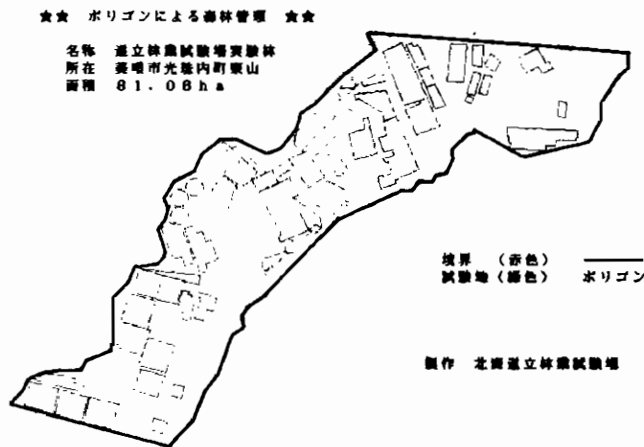 ★★ ポリゴンによる森林管理 ★★
名称 道立林業試験場実験林
所在 美唄市光珠内町東山
面積 81.06ha
境界 (赤色)
試験地(緑色) ポリゴン
製作 北海道立林業試験場